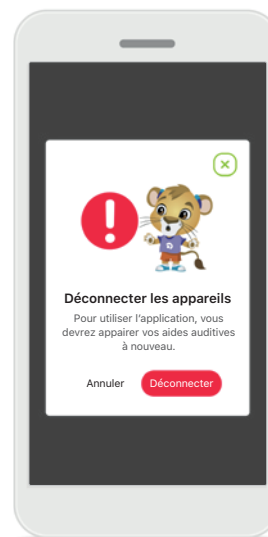 Déconnecter les appareils
Pour utiliser l'application, vous
devrez appairer vos aides auditives
à nouveau.
Annuler Déconnecter